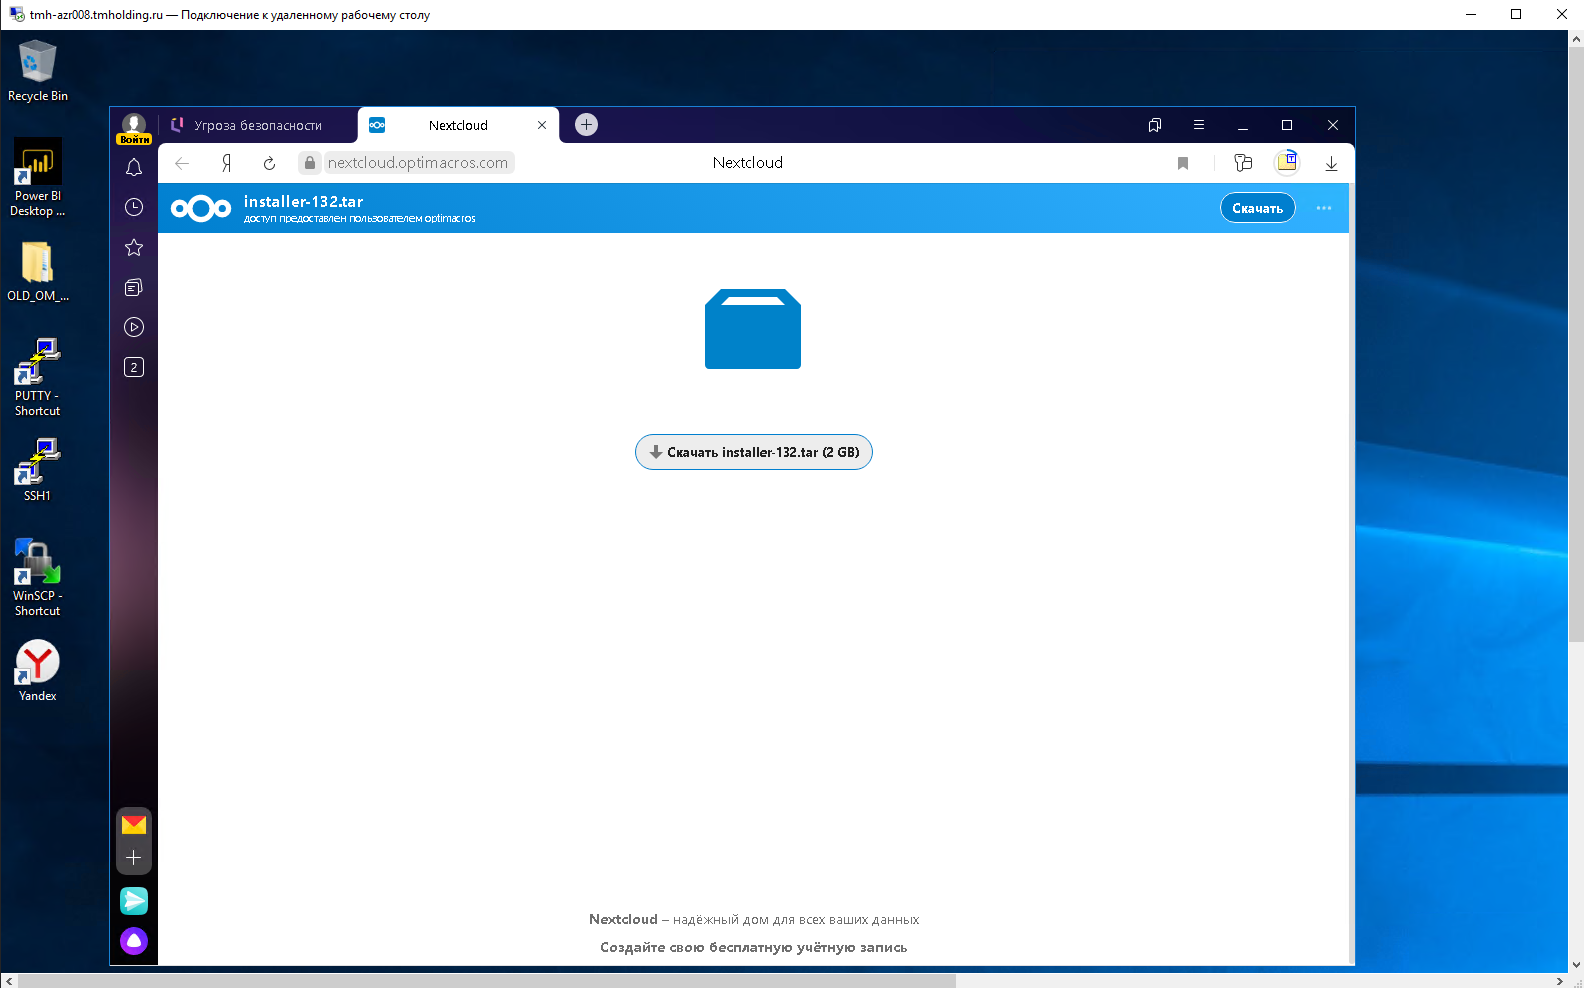 tmh-azr008.tmholding.ru — Подключение к удаленному рабочему столу
Recycle Bin
Power BI
Desktop ...
OLD_OM_...
PUTTY -
Shortcut
SSH1
WinSCP -
Shortcut
Yandex
Войти
Угроза безопасности
Nextcloud
Я
nextcloud.optimacros.com
Nextcloud
installer-132.tar
доступ предоставлен пользователем optimacros
Скачать
2
Скачать installer-132.tar (2 GB)
Nextcloud – надёжный дом для всех ваших данных
Создайте свою бесплатную учётную запись